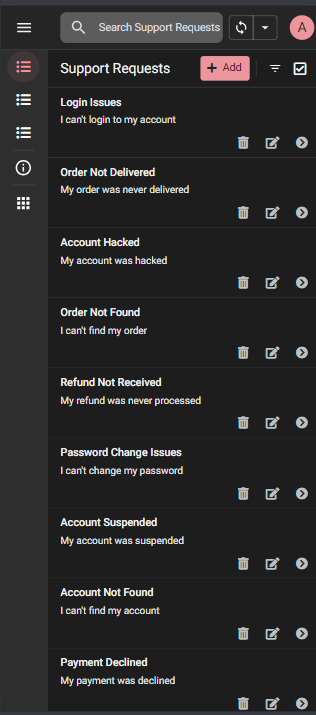 Search Support Requests
A
Support Requests
+ Add
Login Issues
I can't login to my account
Order Not Delivered
My order was never delivered
Account Hacked
My account was hacked
Order Not Found
I can't find my order
Refund Not Received
My refund was never processed
Password Change Issues
I can't change my password
Account Suspended
My account was suspended
Account Not Found
I can't find my account
Payment Declined
My payment was declined